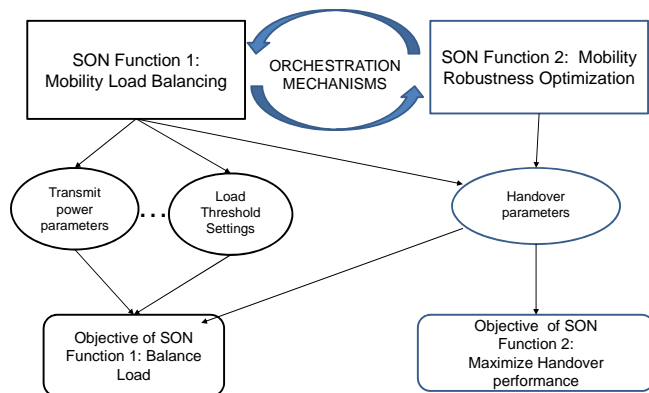 SON Function 1:
Mobility Load Balancing
ORCHESTRATION
MECHANISMS
SON Function 2:  Mobility
Robustness Optimization
Transmit
power
parameters
...
Load
Threshold
Settings
Handover
parameters
Objective of SON
Function 1: Balance
Load
Objective  of SON
Function 2:
Maximize Handover
performance